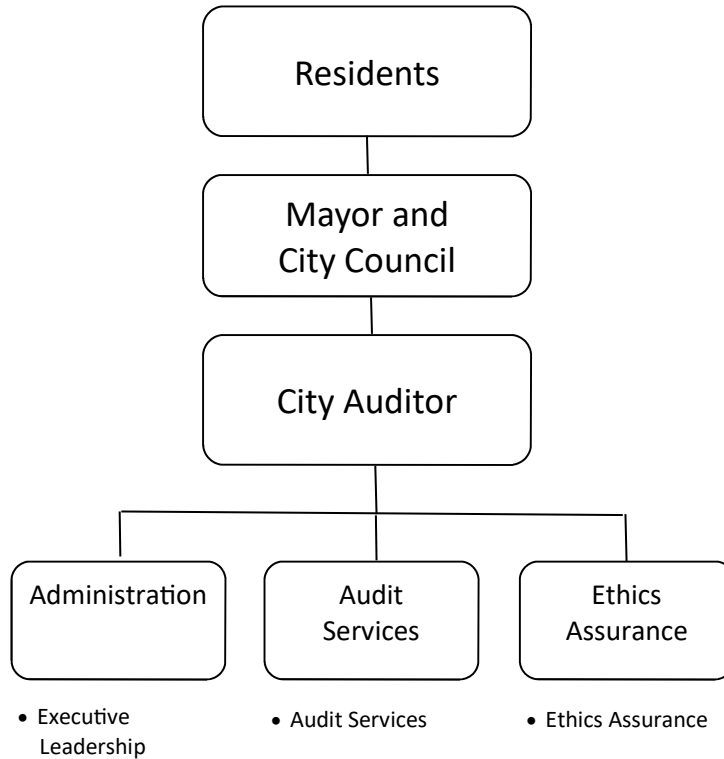 Residents
Mayor and
City Council
City Auditor
Administration
Audit
Services
Ethics
Assurance
• Executive
Leadership
• Audit Services
• Ethics Assurance